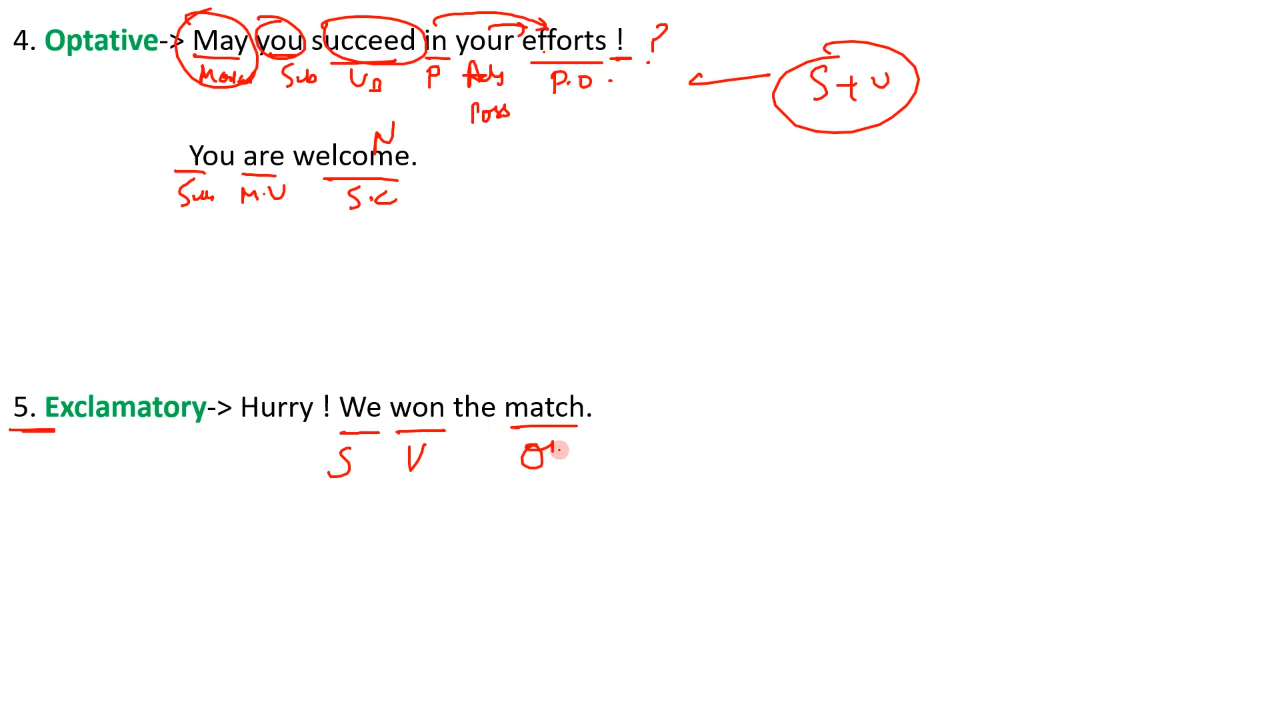 4. Optative-> May you succeed in your efforts ! ?
Sub P Adj P.O
Poss
S + V
N
You are welcome.
Sub M.V S.C
5. Exclamatory-> Hurry ! We won the match.
S V